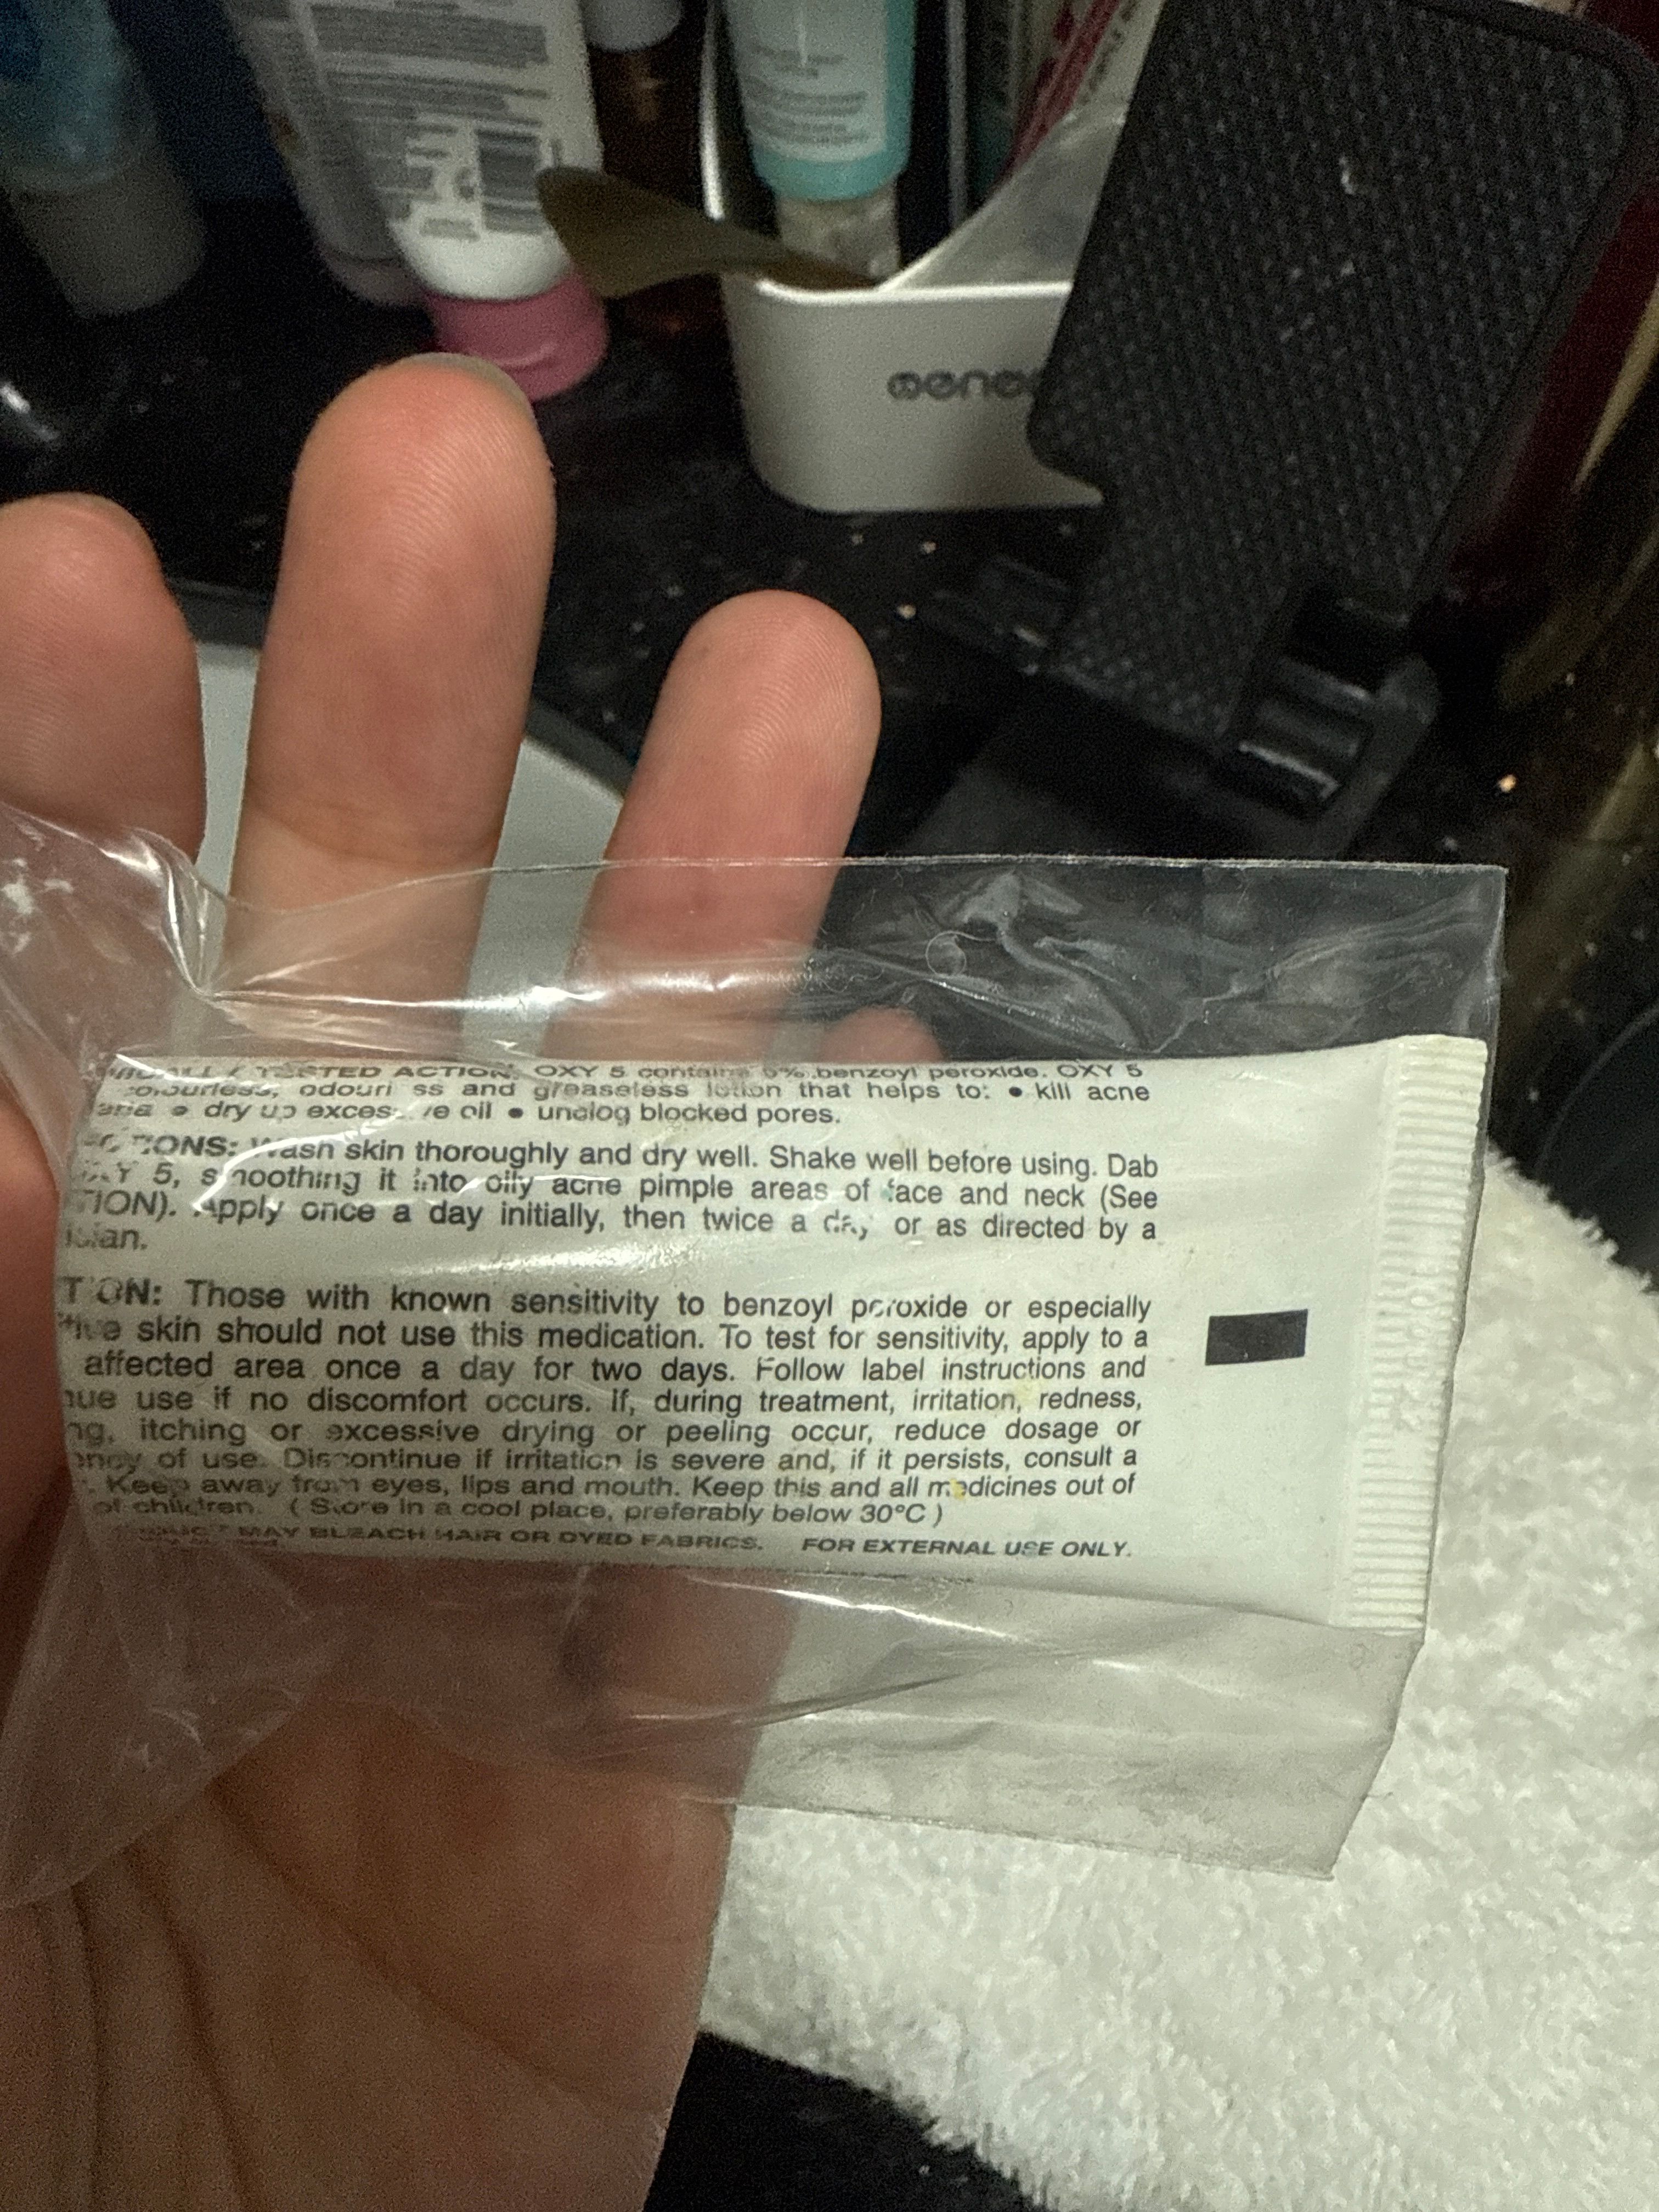 TESTED ACTION: OXY 5 contains 5% benzoyl peroxide. OXY 5
colourless, and greaseless lotion that helps to: • kill acne
• dry up oil • unclog blocked pores.
Wash skin thoroughly and dry well. Shake well before using. Dab
5, smoothing it into oily acne pimple areas of face and neck (See
TION). Apply once a day initially, then twice a day or as directed by a
TION: Those with known sensitivity to benzoyl peroxide or especially
skin should not use this medication. To test for sensitivity, apply to a
affected area once a day for two days. Follow label instructions and
use if no discomfort occurs. If, during treatment, irritation, redness,
itching or excessive drying or peeling occur, reduce dosage or
of use. Discontinue if irritation is severe and, if it persists, consult a
Keep away from eyes, lips and mouth. Keep this and all medicines out of
of children. ( Store in a cool place, preferably below 30°C )
MAY BLEACH HAIR OR DYED FABRICS. FOR EXTERNAL USE ONLY.